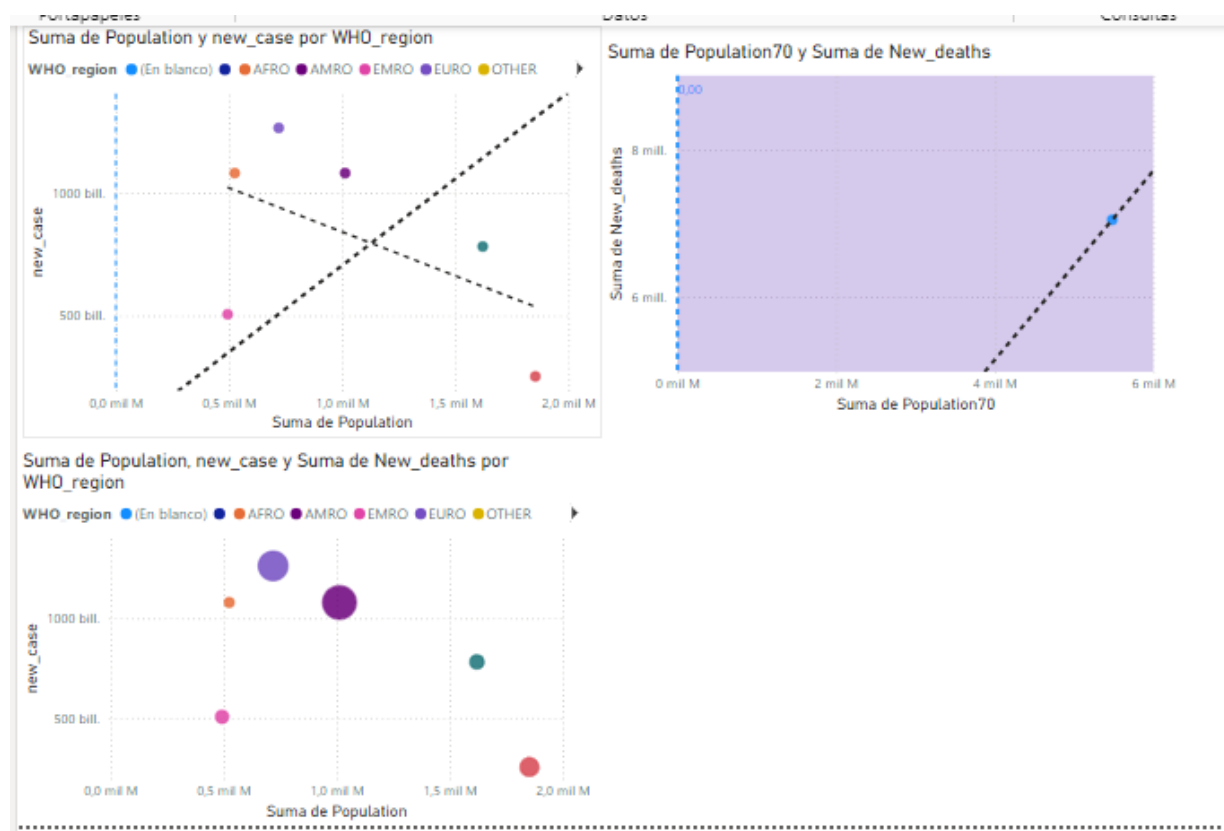 Portapapeles Datos Consultas
Suma de Population y new_case por WHO_region
WHO_region (En blanco) AFRO AMRO EMRO EURO OTHER
new_case
1000 bill.
500 bill.
0,0 mil M 0,5 mil M 1,0 mil M 1,5 mil M 2,0 mil M
Suma de Population
Suma de Population70 y Suma de New_deaths
0,00
Suma de New_deaths
8 mill.
6 mill.
0 mil M 2 mil M 4 mil M 6 mil M
Suma de Population70
Suma de Population, new_case y Suma de New_deaths por
WHO_region
WHO_region (En blanco) AFRO AMRO EMRO EURO OTHER
new_case
1000 bill.
500 bill.
0,0 mil M 0,5 mil M 1,0 mil M 1,5 mil M 2,0 mil M
Suma de Population